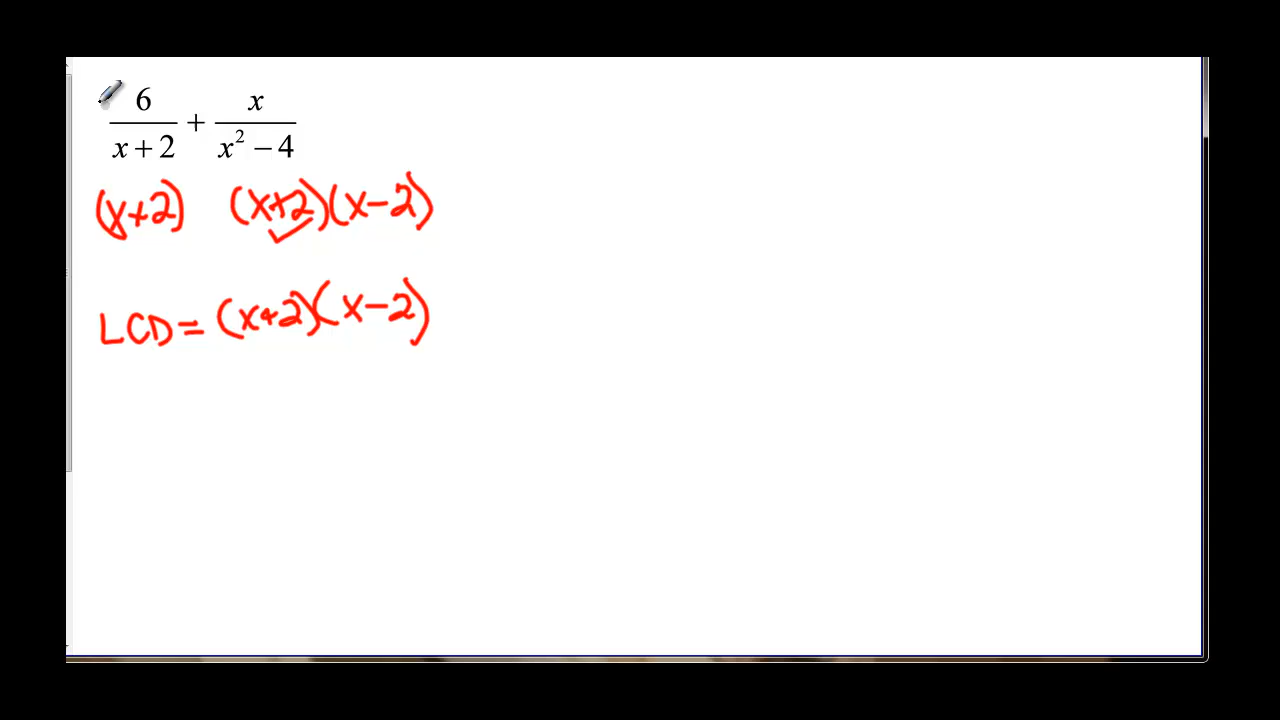 6/(x + 2) + x/(x² − 4)
(x+2) (x+2)(x−2)
LCD = (x+2)(x−2)